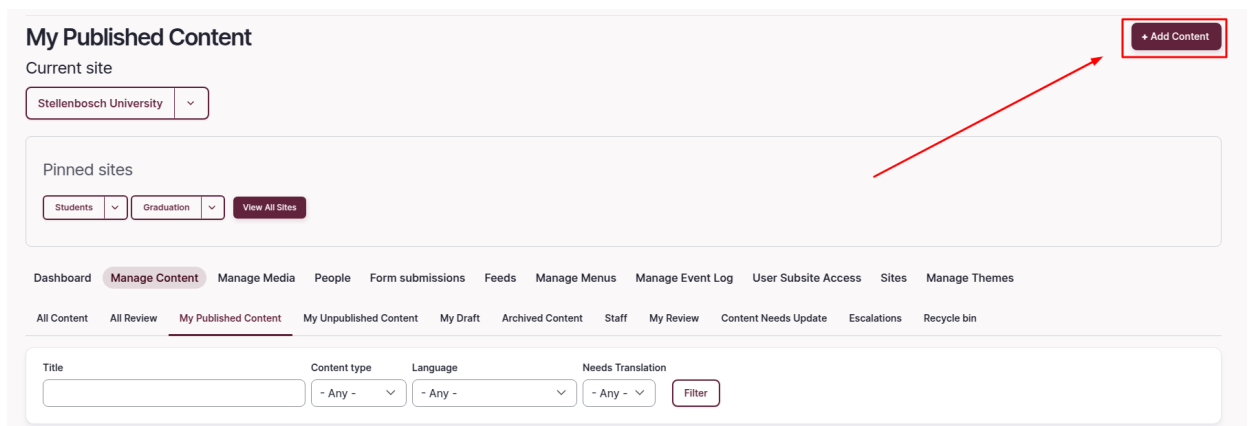 My Published Content
+ Add Content
Current site
Stellenbosch University
Pinned sites
Students Graduation View All Sites
Dashboard Manage Content Manage Media People Form submissions Feeds Manage Menus Manage Event Log User Subsite Access Sites Manage Themes
All Content All Review My Published Content My Unpublished Content My Draft Archived Content Staff My Review Content Needs Update Escalations Recycle bin
Title Content type Language Needs Translation
- Any - - Any - - Any - Filter